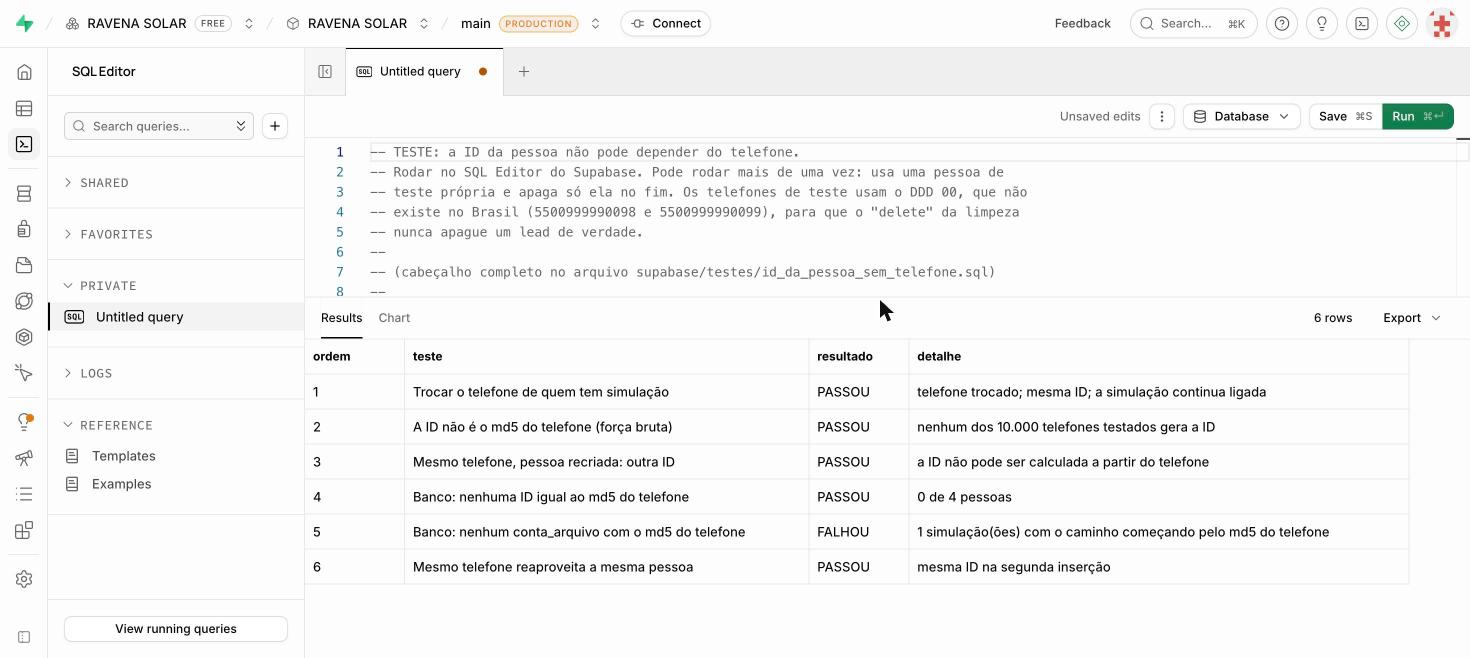 RAVENA SOLAR FREE RAVENA SOLAR main PRODUCTION Connect Feedback Search... ⌘K
SQL Editor
Search queries...
SHARED
FAVORITES
PRIVATE
SQL Untitled query
LOGS
REFERENCE
Templates
Examples
View running queries
SQL Untitled query
Unsaved edits Database Save ⌘S Run ⌘↵
1 -- TESTE: a ID da pessoa não pode depender do telefone.
2 -- Rodar no SQL Editor do Supabase. Pode rodar mais de uma vez: usa uma pessoa de
3 -- teste própria e apaga só ela no fim. Os telefones de teste usam o DDD 00, que não
4 -- existe no Brasil (5500999990098 e 5500999990099), para que o "delete" da limpeza
5 -- nunca apague um lead de verdade.
6 --
7 -- (cabeçalho completo no arquivo supabase/testes/id_da_pessoa_sem_telefone.sql)
8 --
Results Chart 6 rows Export
ordem teste resultado detalhe
1 Trocar o telefone de quem tem simulação PASSOU telefone trocado; mesma ID; a simulação continua ligada
2 A ID não é o md5 do telefone (força bruta) PASSOU nenhum dos 10.000 telefones testados gera a ID
3 Mesmo telefone, pessoa recriada: outra ID PASSOU a ID não pode ser calculada a partir do telefone
4 Banco: nenhuma ID igual ao md5 do telefone PASSOU 0 de 4 pessoas
5 Banco: nenhum conta_arquivo com o md5 do telefone FALHOU 1 simulação(ões) com o caminho começando pelo md5 do telefone
6 Mesmo telefone reaproveita a mesma pessoa PASSOU mesma ID na segunda inserção